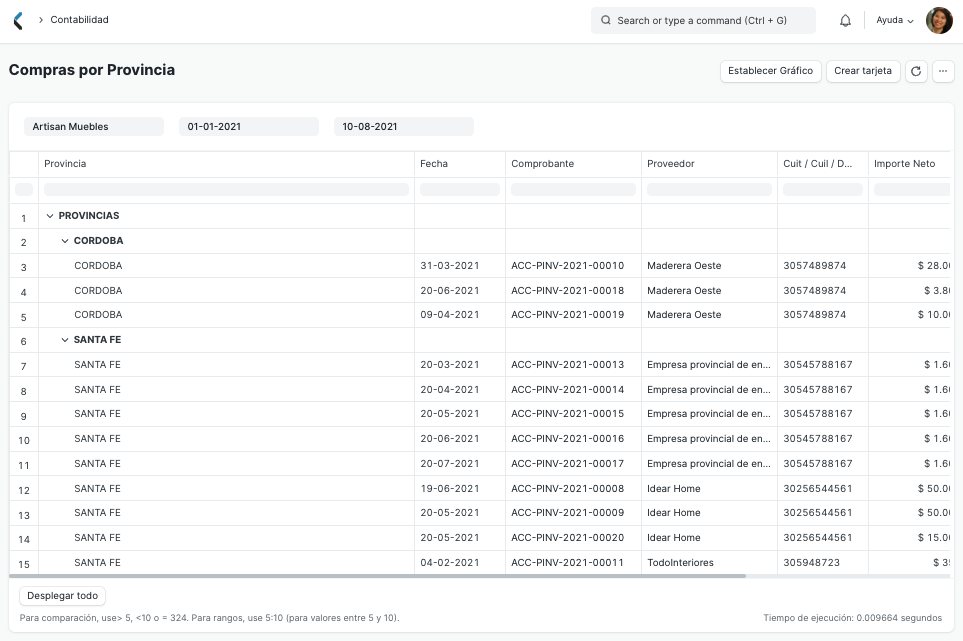 Contabilidad
Search or type a command (Ctrl + G)
Ayuda
Compras por Provincia
Establecer Gráfico
Crear tarjeta
Artisan Muebles 01-01-2021 10-08-2021
Provincia Fecha Comprobante Proveedor Cuit / Cuil / D... Importe Neto
1 PROVINCIAS
2 CORDOBA
3 CORDOBA 31-03-2021 ACC-PINV-2021-00010 Maderera Oeste 3057489874 $ 28.0
4 CORDOBA 20-06-2021 ACC-PINV-2021-00018 Maderera Oeste 3057489874 $ 3.8
5 CORDOBA 09-04-2021 ACC-PINV-2021-00019 Maderera Oeste 3057489874 $ 10.0
6 SANTA FE
7 SANTA FE 20-03-2021 ACC-PINV-2021-00013 Empresa provincial de en... 30545788167 $ 1.6
8 SANTA FE 20-04-2021 ACC-PINV-2021-00014 Empresa provincial de en... 30545788167 $ 1.6
9 SANTA FE 20-05-2021 ACC-PINV-2021-00015 Empresa provincial de en... 30545788167 $ 1.6
10 SANTA FE 20-06-2021 ACC-PINV-2021-00016 Empresa provincial de en... 30545788167 $ 1.6
11 SANTA FE 20-07-2021 ACC-PINV-2021-00017 Empresa provincial de en... 30545788167 $ 1.6
12 SANTA FE 19-06-2021 ACC-PINV-2021-00008 Idear Home 30256544561 $ 50.0
13 SANTA FE 20-05-2021 ACC-PINV-2021-00009 Idear Home 30256544561 $ 50.0
14 SANTA FE 20-05-2021 ACC-PINV-2021-00020 Idear Home 30256544561 $ 15.0
15 SANTA FE 04-02-2021 ACC-PINV-2021-00011 TodoInteriores 305948723 $ 3
Desplegar todo
Para comparación, use> 5, <10 o = 324. Para rangos, use 5:10 (para valores entre 5 y 10). Tiempo de ejecución: 0.009664 segundos